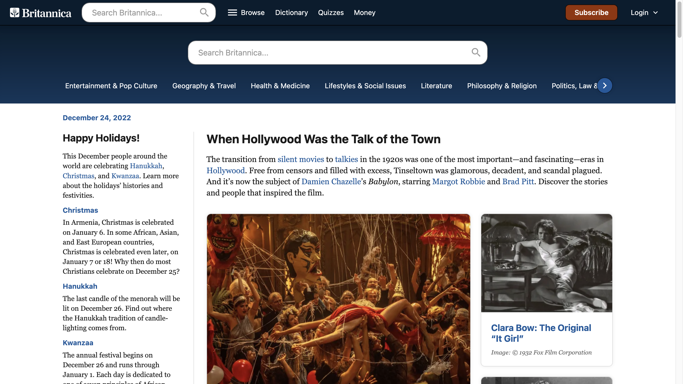 Britannica
Search Britannica...
Browse
Dictionary
Quizzes
Money
Subscribe
Login
Search Britannica...
Entertainment & Pop Culture
Geography & Travel
Health & Medicine
Lifestyles & Social Issues
Literature
Philosophy & Religion
Politics, Law &
December 24, 2022
Happy Holidays!
This December people around the
world are celebrating Hanukkah,
Christmas, and Kwanzaa. Learn more
about the holidays' histories and
festivities.
Christmas
In Armenia, Christmas is celebrated
on January 6. In some African, Asian,
and East European countries,
Christmas is celebrated even later, on
January 7 or 18! Why then do most
Christians celebrate on December 25?
Hanukkah
The last candle of the menorah will be
lit on December 26. Find out where
the Hanukkah tradition of candle-
lighting comes from.
Kwanzaa
The annual festival begins on
December 26 and runs through
January 1. Each day is dedicated to
one of seven principles of African
When Hollywood Was the Talk of the Town
The transition from silent movies to talkies in the 1920s was one of the most important—and fascinating—eras in
Hollywood. Free from censors and filled with excess, Tinseltown was glamorous, decadent, and scandal plagued.
And it's now the subject of Damien Chazelle's Babylon, starring Margot Robbie and Brad Pitt. Discover the stories
and people that inspired the film.
Clara Bow: The Original
“It Girl”
Image: © 1932 Fox Film Corporation